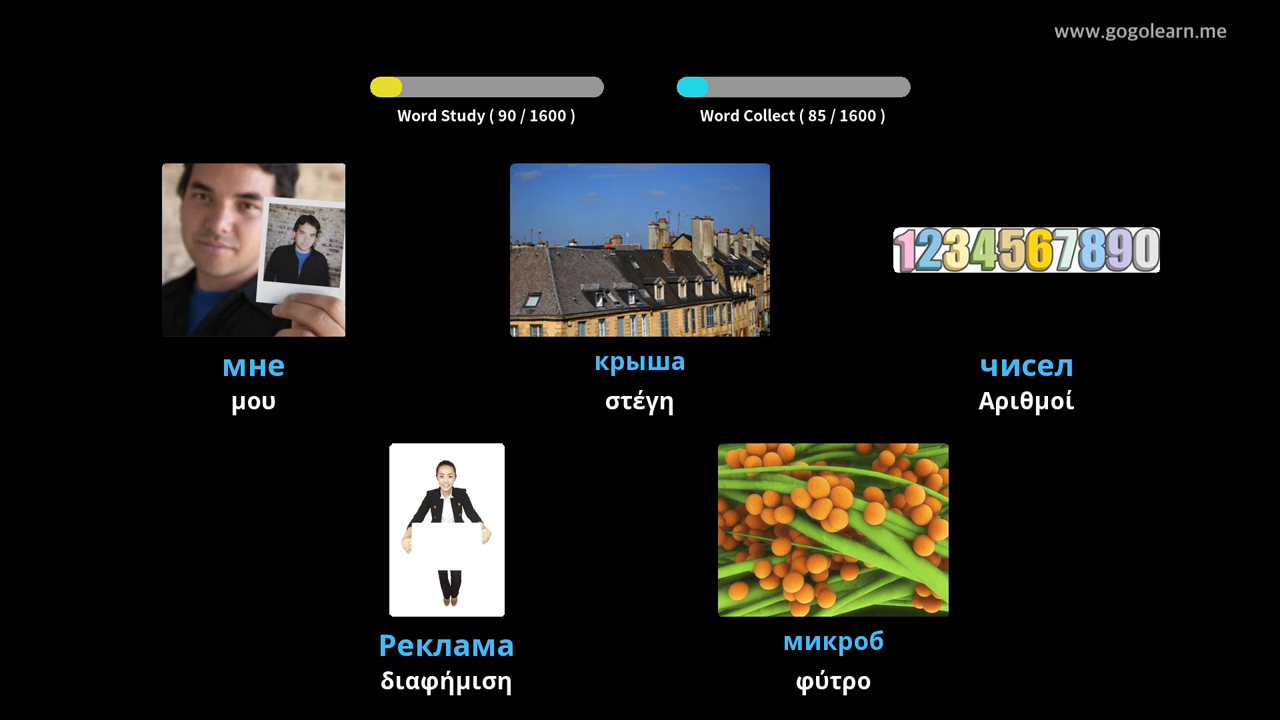 www.gogolearn.me
Word Study ( 90 / 1600 )
Word Collect ( 85 / 1600 )
1234567890
мне
μου
крыша
στέγη
чисел
Αριθμοί
Реклама
διαφήμιση
микроб
φύτρο